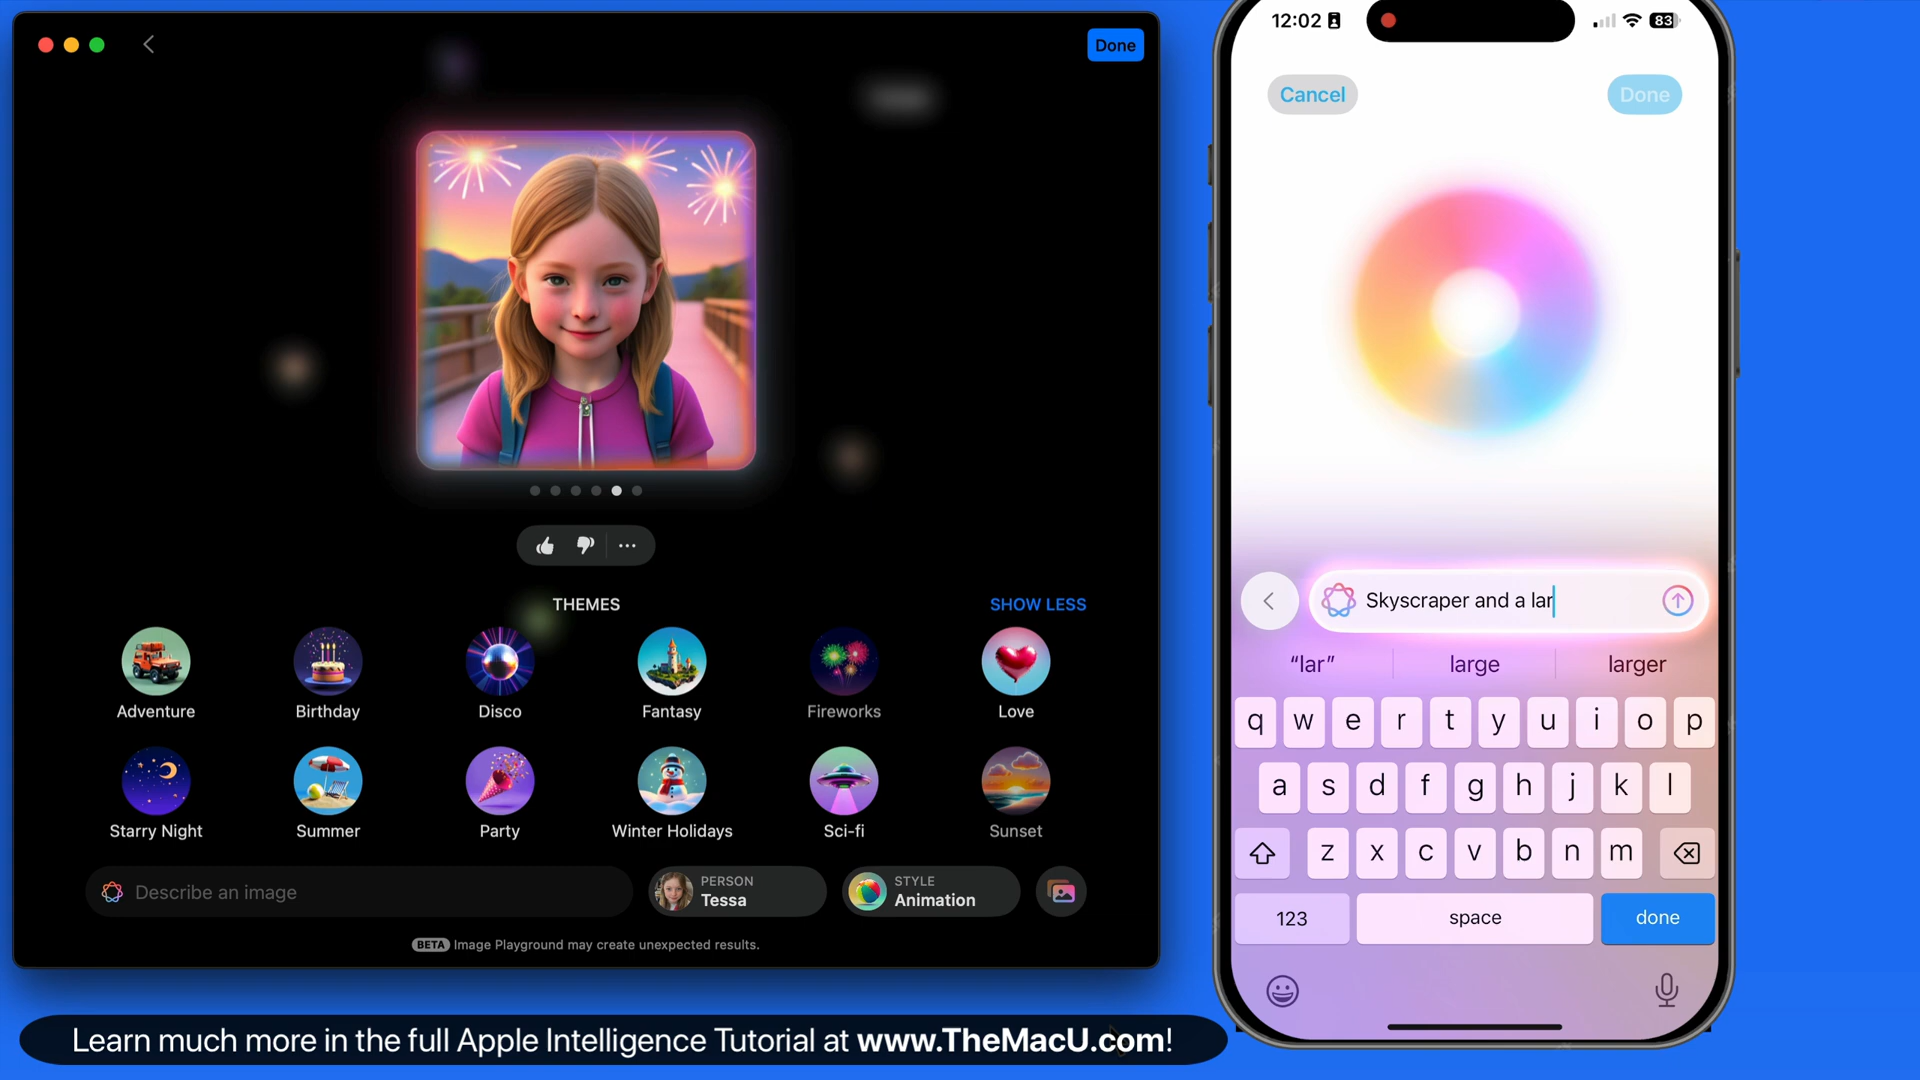 Done
THEMES
SHOW LESS
Adventure
Birthday
Disco
Fantasy
Fireworks
Love
Starry Night
Summer
Party
Winter Holidays
Sci-fi
Sunset
Describe an image
PERSON
Tessa
STYLE
Animation
BETA Image Playground may create unexpected results.
Learn much more in the full Apple Intelligence Tutorial at www.TheMacU.com!
12:02
83
Cancel
Done
Skyscraper and a lar
“lar” large larger
q w e r t y u i o p
a s d f g h j k l
z x c v b n m
123 space done